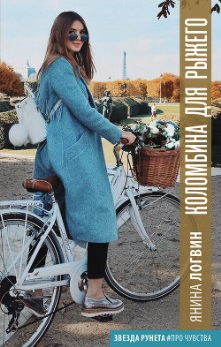 КОЛОМБИНА ДЛЯ РЫЖЕГО
ЯНИНА ЛОГВИН
ЗВЕЗДА РУНЕТА #ПРО ЧУВСТВА